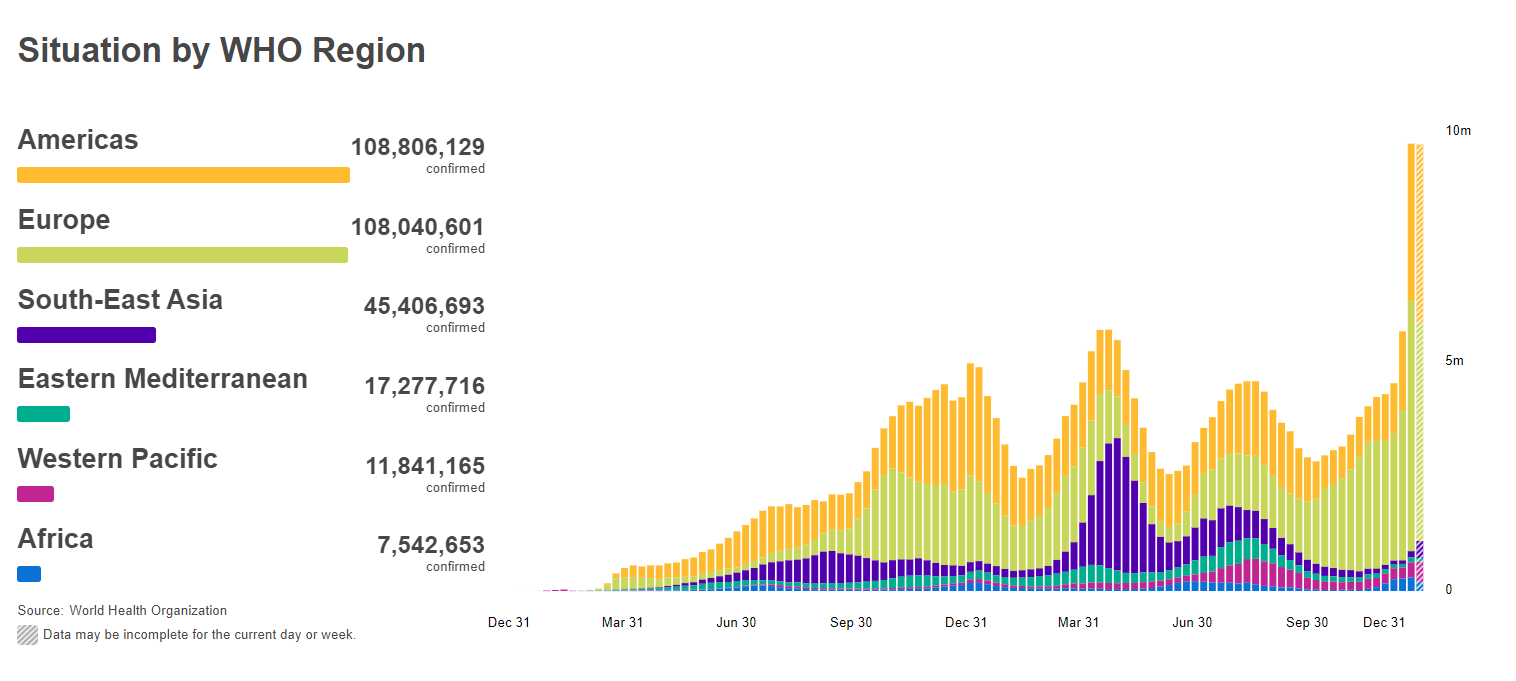 Situation by WHO Region
Americas
108,806,129
confirmed
Europe
108,040,601
confirmed
South-East Asia
45,406,693
confirmed
Eastern Mediterranean
17,277,716
confirmed
Western Pacific
11,841,165
confirmed
Africa
7,542,653
confirmed
Source: World Health Organization
Data may be incomplete for the current day or week.
10m
5m
0
Dec 31 Mar 31 Jun 30 Sep 30 Dec 31 Mar 31 Jun 30 Sep 30 Dec 31